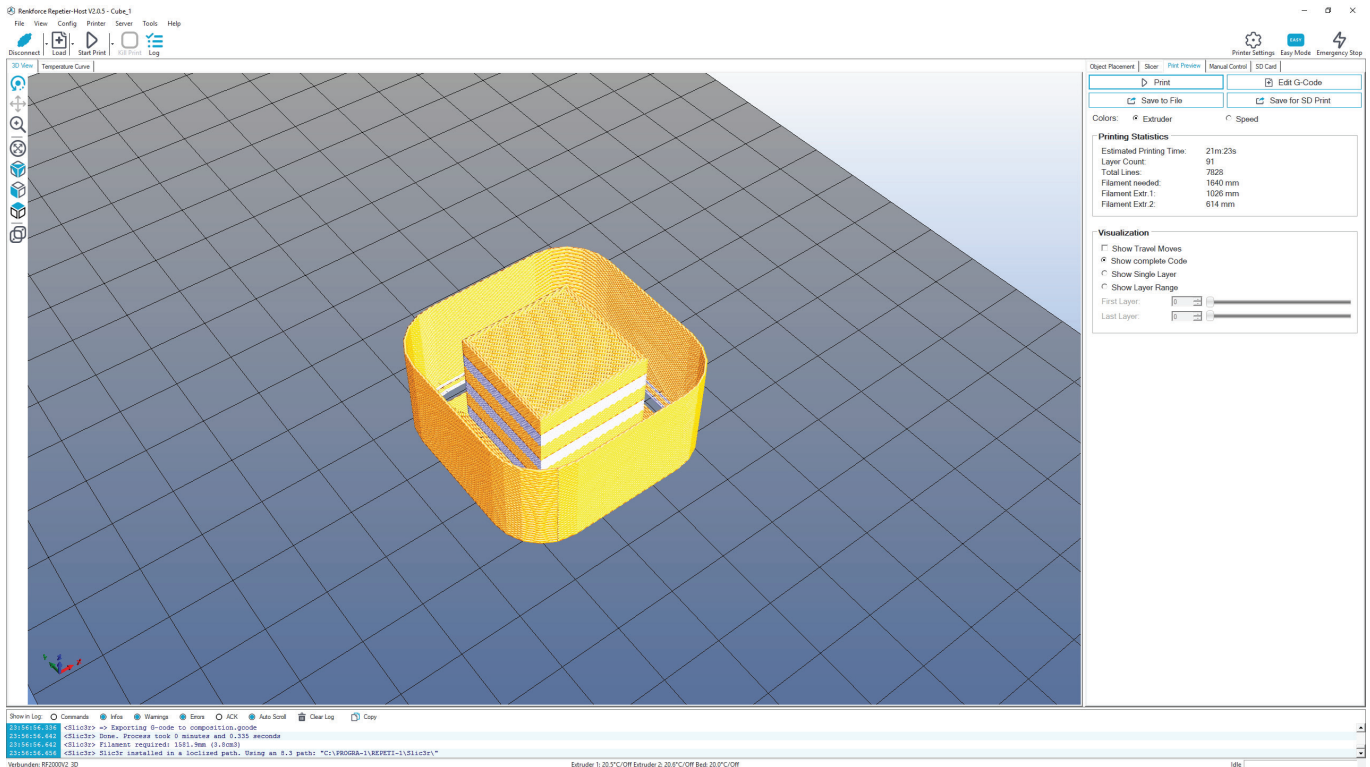 Renkforce Repetier-Host V2.0.5 - Cube_1
File View Config Printer Server Tools Help
Disconnect Load Start Print Kill Print Log
Printer Settings Easy Mode Emergency Stop
EASY
3D View Temperature Curve
Object Placement Slicer Print Preview Manual Control SD Card
Print Edit G-Code
Save to File Save for SD Print
Colors: Extruder Speed
Printing Statistics
Estimated Printing Time: 21m:23s
Layer Count: 91
Total Lines: 7828
Filament needed: 1640 mm
Filament Extr.1: 1026 mm
Filament Extr.2: 614 mm
Visualization
Show Travel Moves
Show complete Code
Show Single Layer
Show Layer Range
First Layer: 0
Last Layer: 0
Show in Log: Commands Infos Warnings Errors ACK Auto Scroll Clear Log Copy
23:56:56.336 <Slic3r> => Exporting G-code to composition.gcode
23:56:56.642 <Slic3r> Done. Process took 0 minutes and 0.335 seconds
23:56:56.642 <Slic3r> Filament required: 1581.9mm (3.8cm3)
23:56:56.656 <Slic3r> Slic3r installed in a loclized path. Using an 8.3 path: "C:\PROGRA~1\REPETI~1\Slic3r\"
Verbunden: RF2000V2_3D Extruder 1: 20.5°C/Off Extruder 2: 20.6°C/Off Bed: 20.0°C/Off Idle